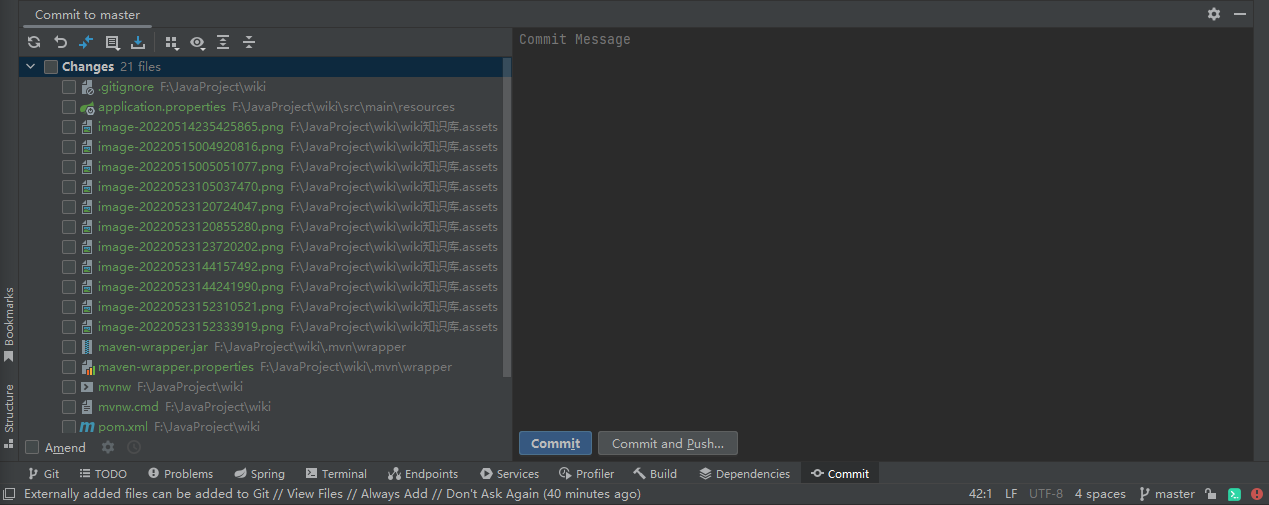 Commit to master
Commit Message
Changes 21 files
.gitignore F:\JavaProject\wiki
application.properties F:\JavaProject\wiki\src\main\resources
image-20220514235425865.png F:\JavaProject\wiki\wiki知识库.assets
image-20220515004920816.png F:\JavaProject\wiki\wiki知识库.assets
image-20220515005051077.png F:\JavaProject\wiki\wiki知识库.assets
image-20220523105037470.png F:\JavaProject\wiki\wiki知识库.assets
image-20220523120724047.png F:\JavaProject\wiki\wiki知识库.assets
image-20220523120855280.png F:\JavaProject\wiki\wiki知识库.assets
image-20220523123720202.png F:\JavaProject\wiki\wiki知识库.assets
image-20220523144157492.png F:\JavaProject\wiki\wiki知识库.assets
image-20220523144241990.png F:\JavaProject\wiki\wiki知识库.assets
image-20220523152310521.png F:\JavaProject\wiki\wiki知识库.assets
image-20220523152333919.png F:\JavaProject\wiki\wiki知识库.assets
maven-wrapper.jar F:\JavaProject\wiki\.mvn\wrapper
maven-wrapper.properties F:\JavaProject\wiki\.mvn\wrapper
mvnw F:\JavaProject\wiki
mvnw.cmd F:\JavaProject\wiki
pom.xml F:\JavaProject\wiki
Bookmarks
Structure
Amend
Commit Commit and Push...
Git TODO Problems Spring Terminal Endpoints Services Profiler Build Dependencies Commit
Externally added files can be added to Git // View Files // Always Add // Don't Ask Again (40 minutes ago) 42:1 LF UTF-8 4 spaces master